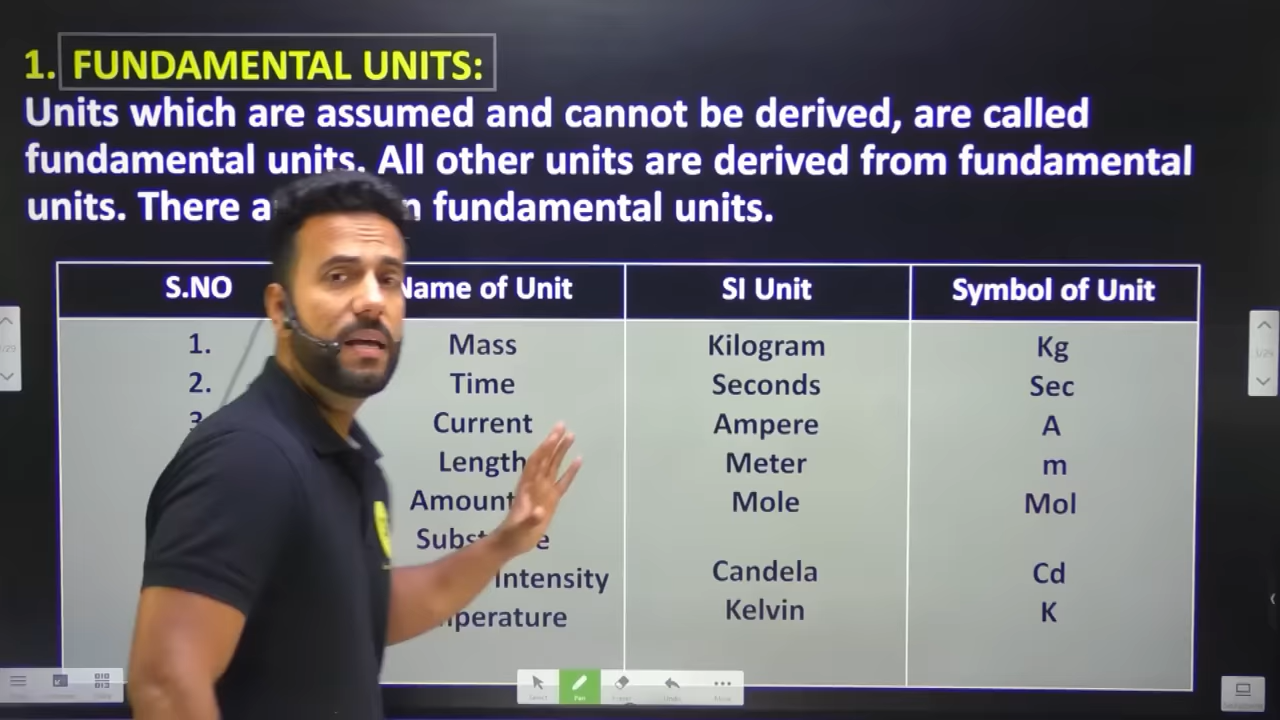 1. FUNDAMENTAL UNITS:
Units which are assumed and cannot be derived, are called
fundamental units. All other units are derived from fundamental
units. There a n fundamental units.
S.NO Name of Unit SI Unit Symbol of Unit
1. Mass Kilogram Kg
2. Time Seconds Sec
3 Current Ampere A
Length Meter m
Amount Mole Mol
Intensity Candela Cd
perature Kelvin K